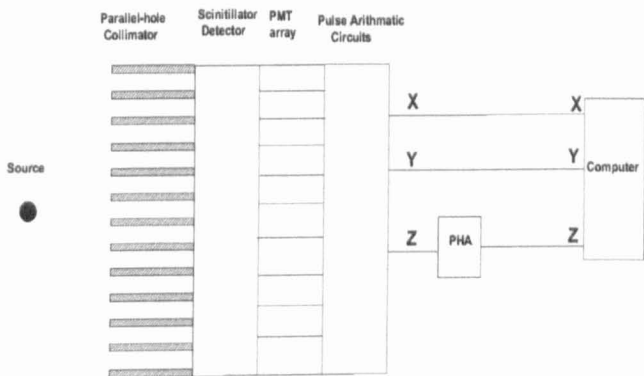 Parallel-hole
Collimator
Scinitillator
Detector
PMT
array
Pulse Arithmatic
Circuits
X
X
Y
Y
Computer
Source
Z
PHA
Z